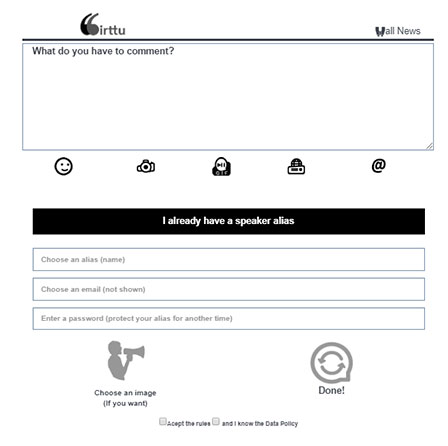 irttu
Wall News
What do you have to comment?
GIF
@
I already have a speaker alias
Choose an alias (name)
Choose an email (not shown)
Enter a password (protect your alias for another time)
Choose an image
(If you want)
Done!
Acept the rules and I know the Data Policy